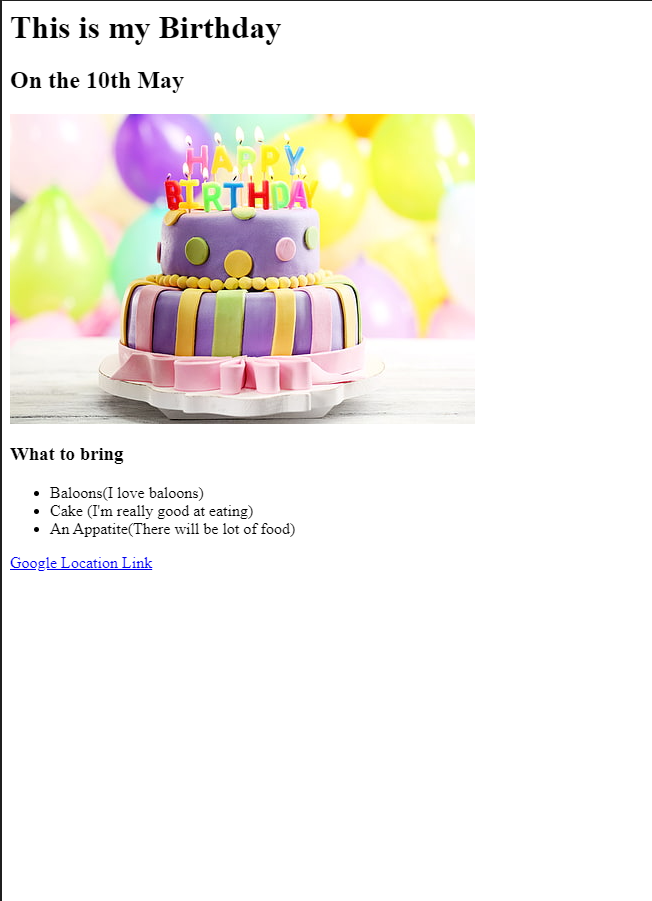 This is my Birthday
On the 10th May
HAPPY
BIRTHDAY
What to bring
Baloons(I love baloons)
Cake (I'm really good at eating)
An Appatite(There will be lot of food)
Google Location Link